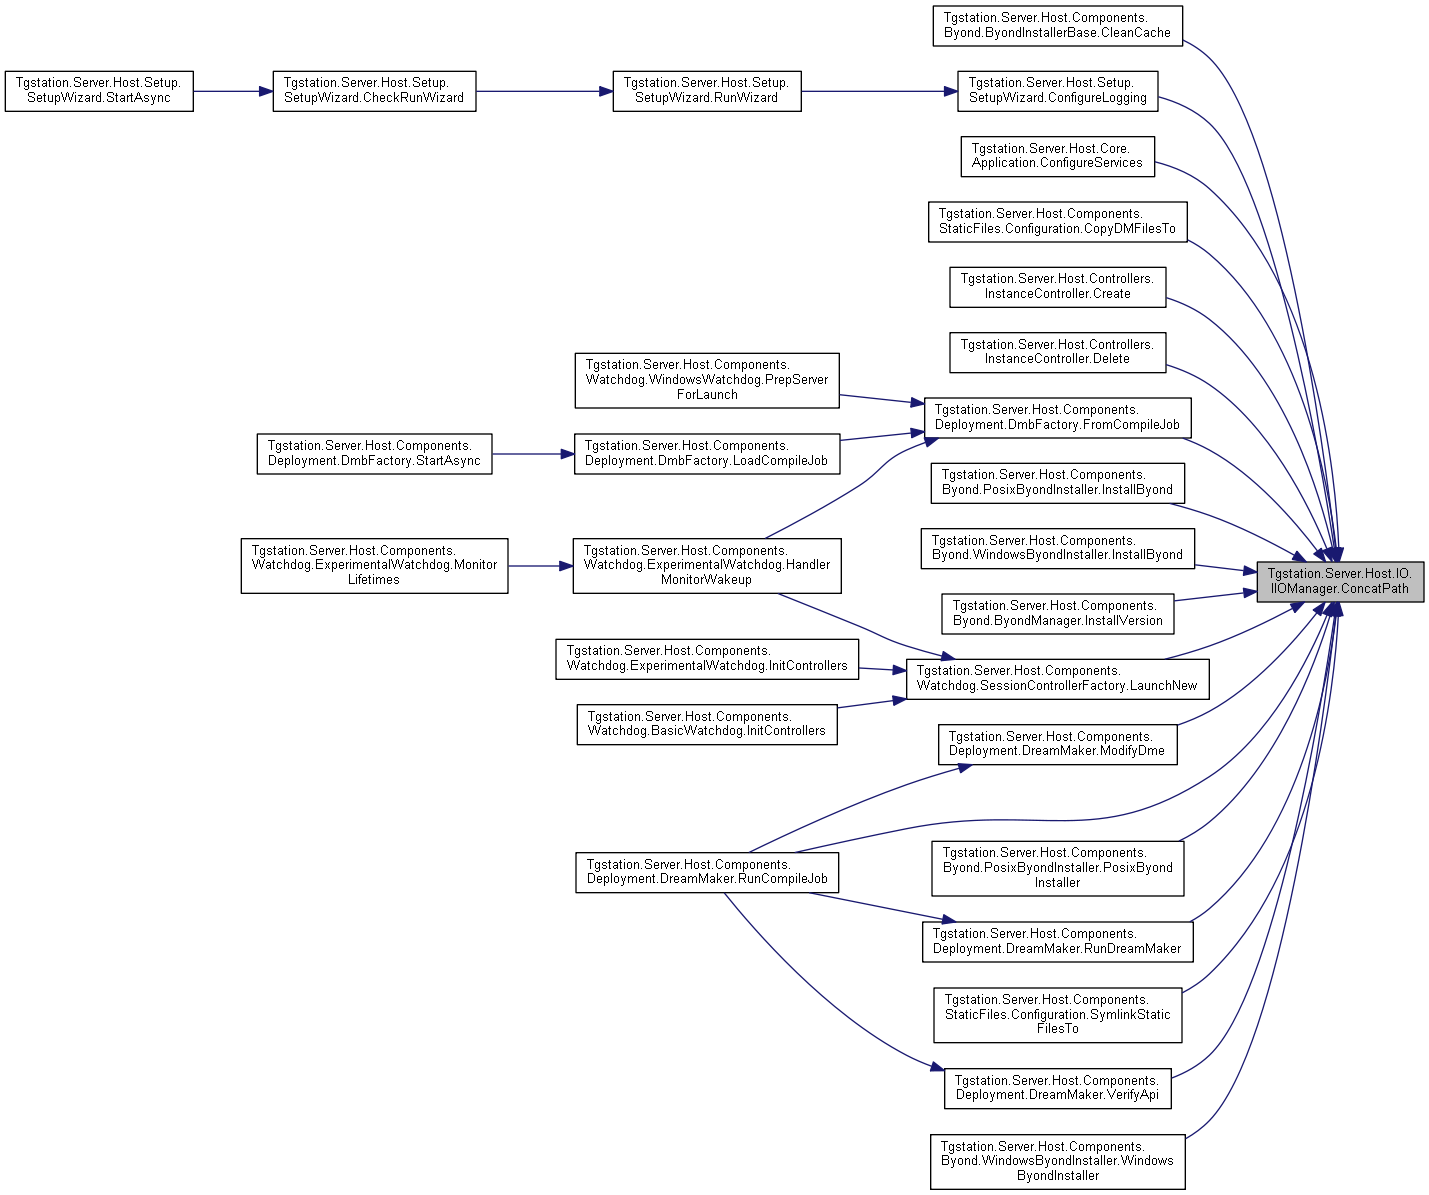 Tgstation.Server.Host.Components.
Byond.ByondInstallerBase.CleanCache
Tgstation.Server.Host.Setup.
SetupWizard.StartAsync
Tgstation.Server.Host.Setup.
SetupWizard.CheckRunWizard
Tgstation.Server.Host.Setup.
SetupWizard.RunWizard
Tgstation.Server.Host.Setup.
SetupWizard.ConfigureLogging
Tgstation.Server.Host.Core.
Application.ConfigureServices
Tgstation.Server.Host.Components.
StaticFiles.Configuration.CopyDMFilesTo
Tgstation.Server.Host.Controllers.
InstanceController.Create
Tgstation.Server.Host.Controllers.
InstanceController.Delete
Tgstation.Server.Host.Components.
Watchdog.WindowsWatchdog.PrepServer
ForLaunch
Tgstation.Server.Host.Components.
Deployment.DmbFactory.FromCompileJob
Tgstation.Server.Host.Components.
Deployment.DmbFactory.StartAsync
Tgstation.Server.Host.Components.
Deployment.DmbFactory.LoadCompileJob
Tgstation.Server.Host.Components.
Byond.PosixByondInstaller.InstallByond
Tgstation.Server.Host.Components.
Byond.WindowsByondInstaller.InstallByond
Tgstation.Server.Host.Components.
Watchdog.ExperimentalWatchdog.Monitor
Lifetimes
Tgstation.Server.Host.Components.
Watchdog.ExperimentalWatchdog.Handler
MonitorWakeup
Tgstation.Server.Host.IO.
IIOManager.ConcatPath
Tgstation.Server.Host.Components.
Byond.ByondManager.InstallVersion
Tgstation.Server.Host.Components.
Watchdog.ExperimentalWatchdog.InitControllers
Tgstation.Server.Host.Components.
Watchdog.SessionControllerFactory.LaunchNew
Tgstation.Server.Host.Components.
Watchdog.BasicWatchdog.InitControllers
Tgstation.Server.Host.Components.
Deployment.DreamMaker.ModifyDme
Tgstation.Server.Host.Components.
Deployment.DreamMaker.RunCompileJob
Tgstation.Server.Host.Components.
Byond.PosixByondInstaller.PosixByond
Installer
Tgstation.Server.Host.Components.
Deployment.DreamMaker.RunDreamMaker
Tgstation.Server.Host.Components.
StaticFiles.Configuration.SymlinkStatic
FilesTo
Tgstation.Server.Host.Components.
Deployment.DreamMaker.VerifyApi
Tgstation.Server.Host.Components.
Byond.WindowsByondInstaller.Windows
ByondInstaller